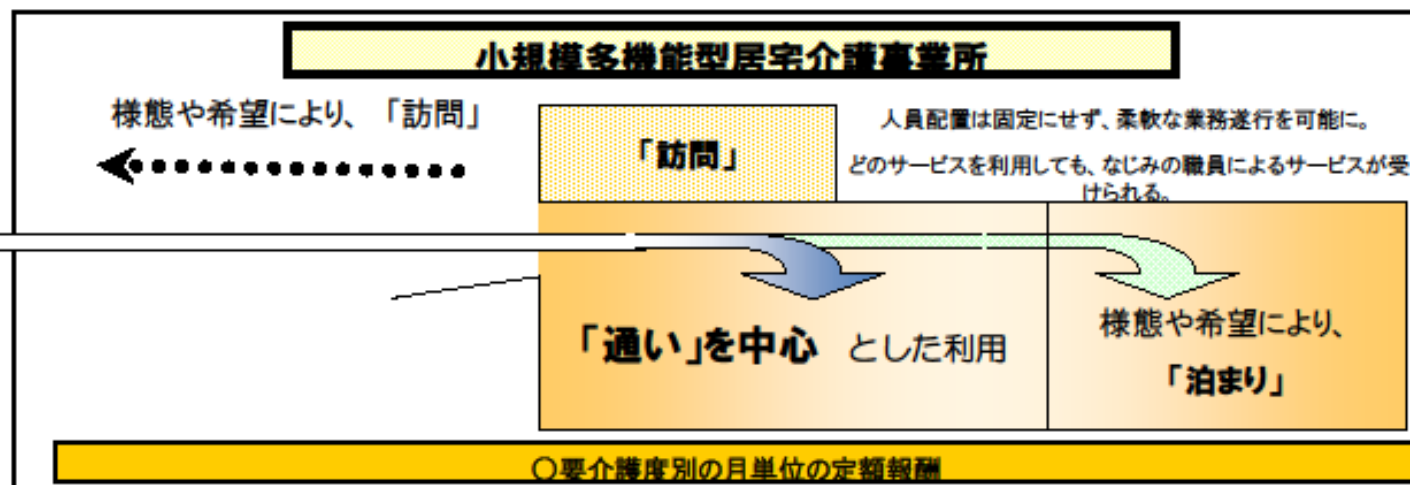 小規模多機能型居宅介護事業所
様態や希望により、「訪問」
「訪問」
人員配置は固定にせず、柔軟な業務遂行を可能に。
どのサービスを利用しても、なじみの職員によるサービスが受
けられる。
「通い」を中心 とした利用
様態や希望により、
「泊まり」
○要介護度別の月単位の定額報酬